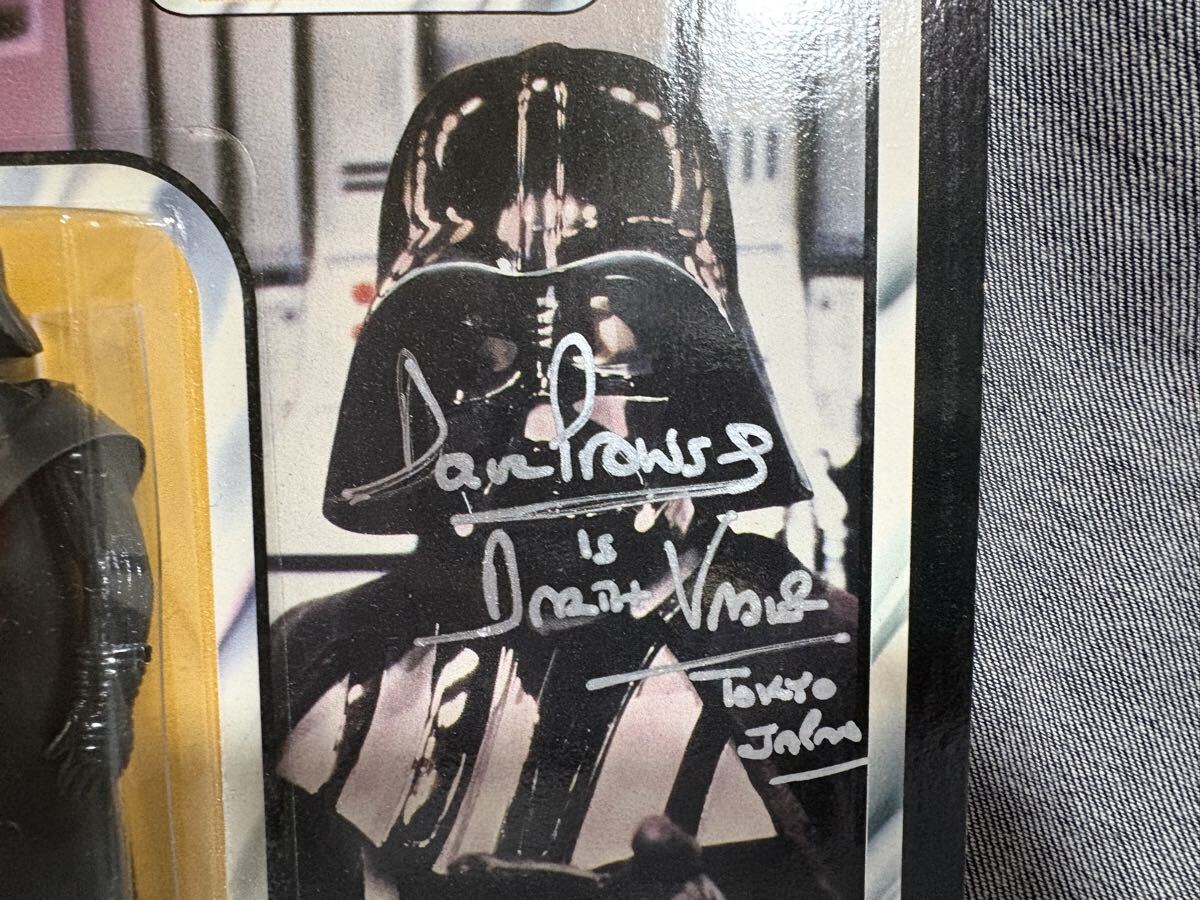 Dave Prowse
is
Darth Vader
Tokyo
Japan